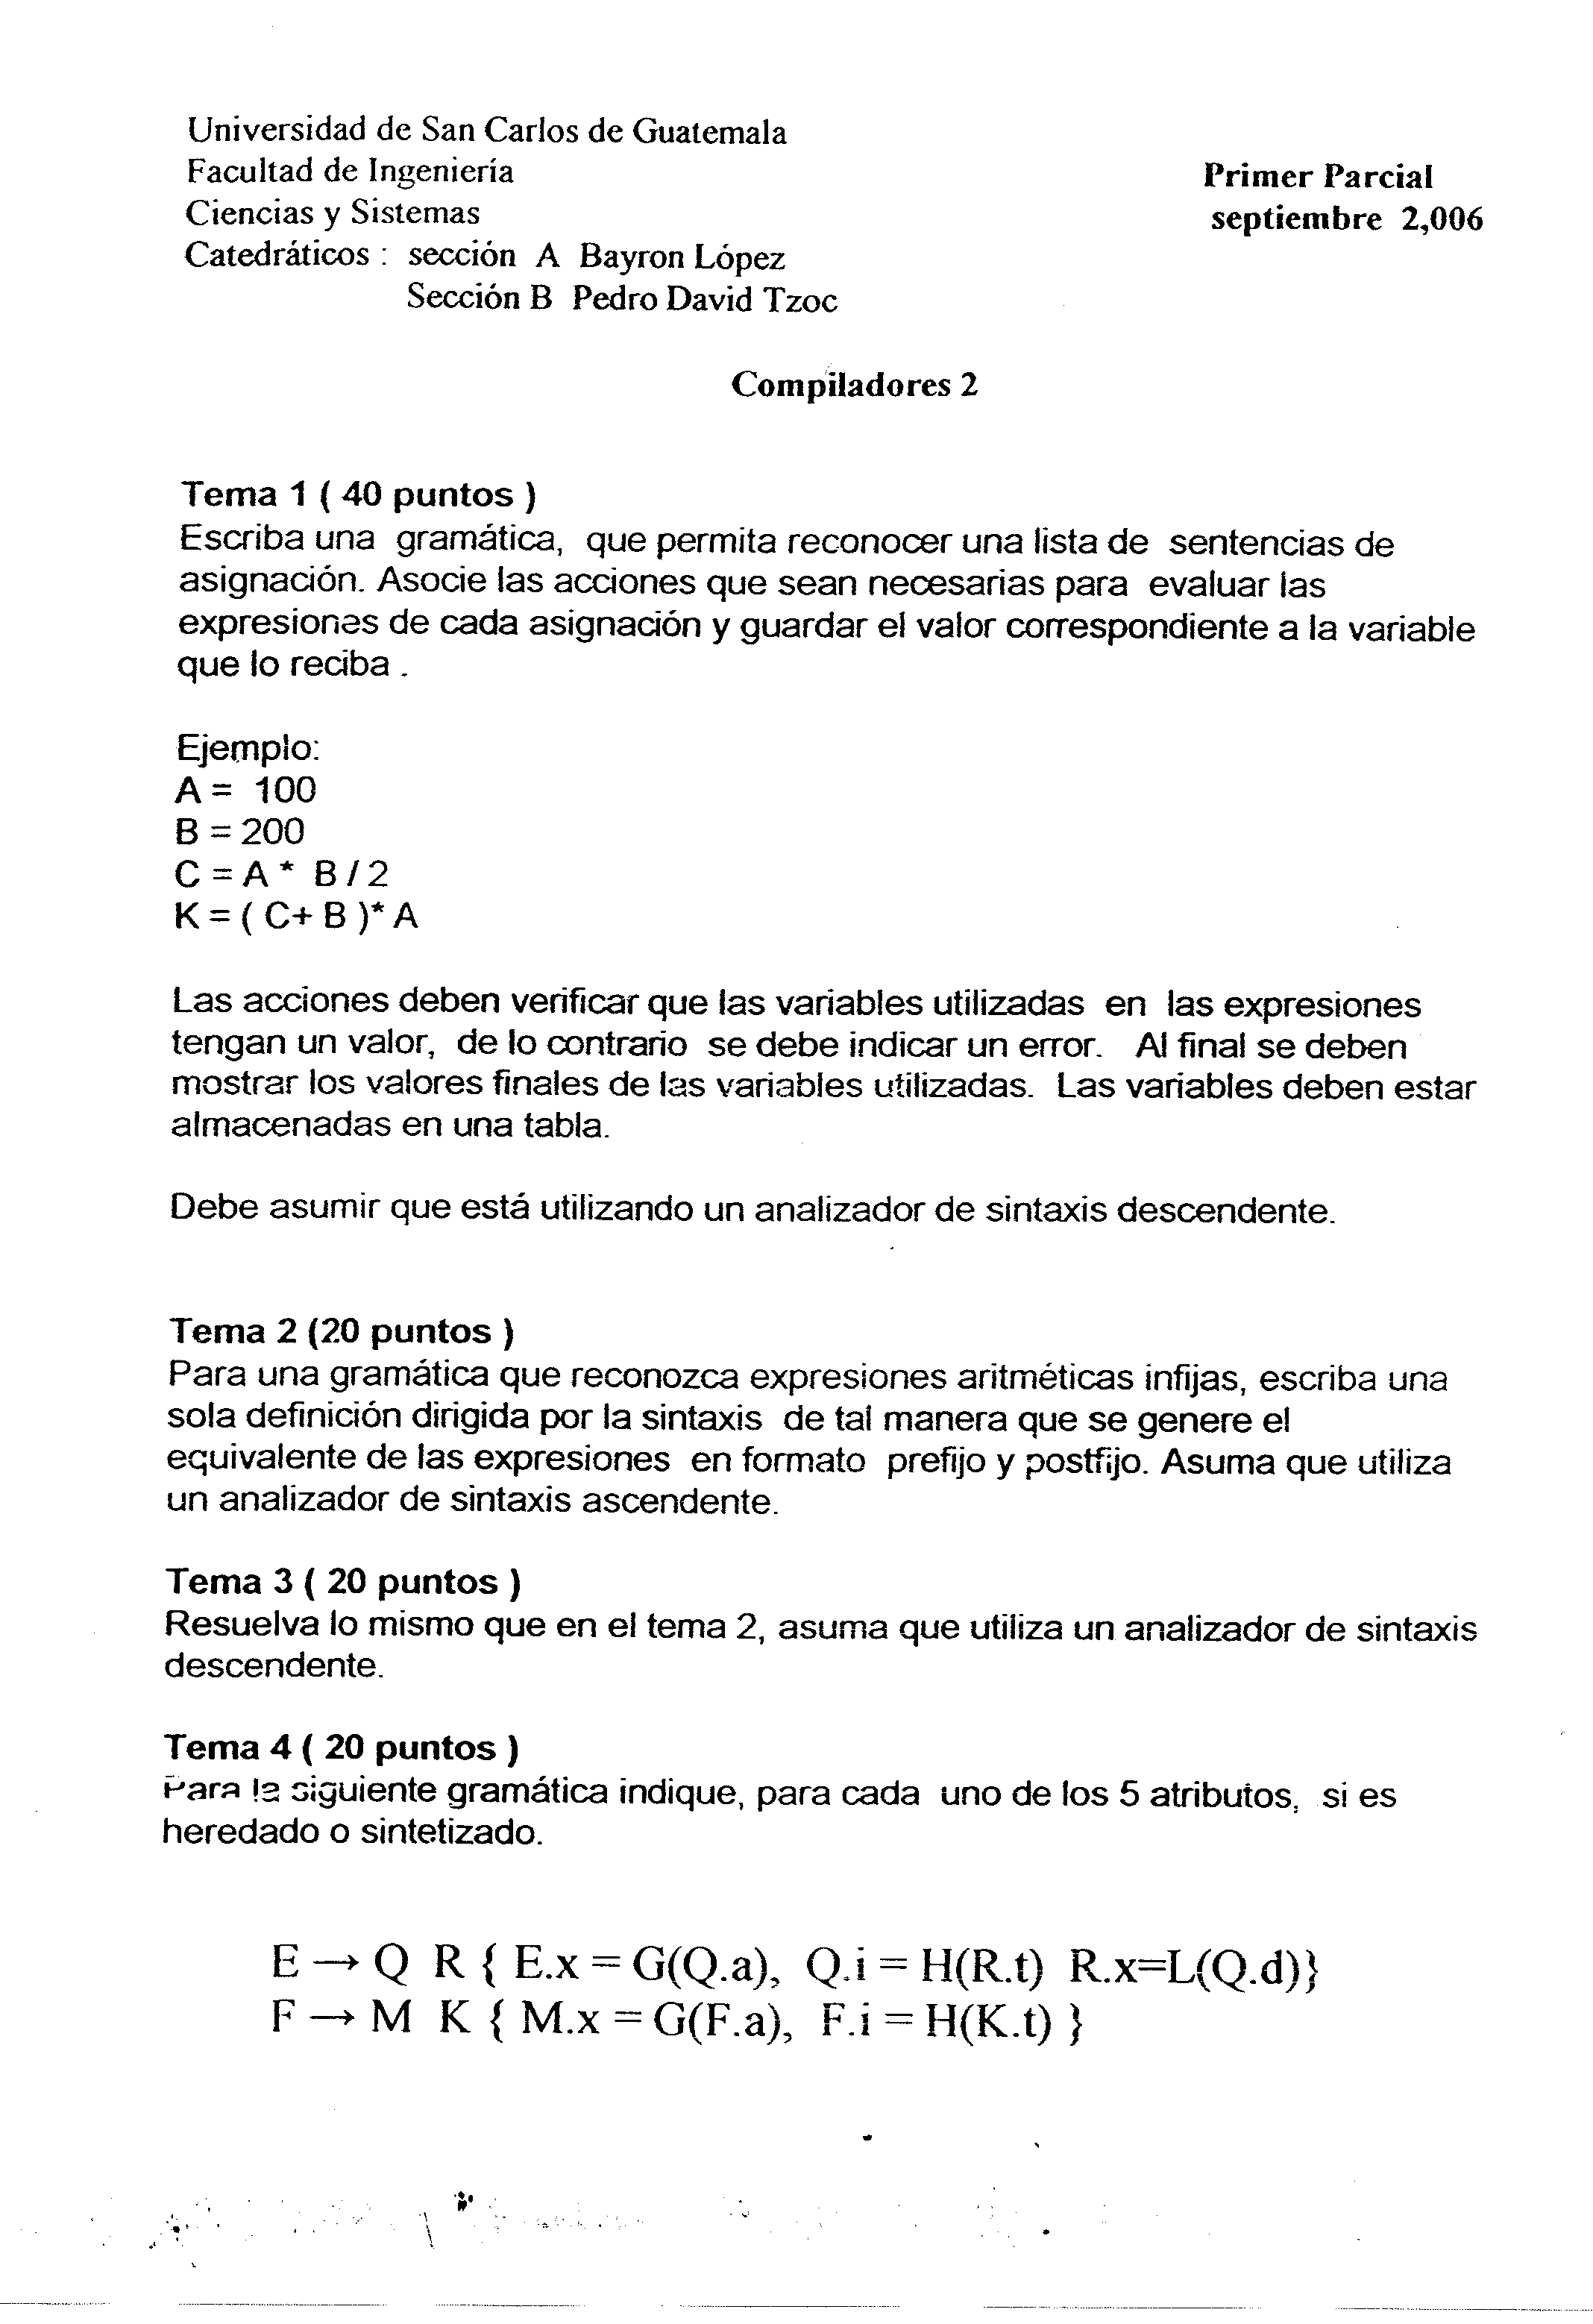 Universidad de San Carlos de Guatemala
Facultad de Ingeniería
Primer Parcial
Ciencias y Sistemas
septiembre 2,006
Catedráticos : sección A Bayron López
Sección B Pedro David Tzoc
Compiladores 2
Tema 1 ( 40 puntos )
Escriba una gramática, que permita reconocer una lista de sentencias de
asignación. Asocie las acciones que sean necesarias para evaluar las
expresiones de cada asignación y guardar el valor correspondiente a la variable
que lo reciba .
Ejemplo:
A = 100
B = 200
C = A * B / 2
K = ( C+ B )* A
Las acciones deben verificar que las variables utilizadas en las expresiones
tengan un valor, de lo contrario se debe indicar un error. Al final se deben
mostrar los valores finales de las variables utilizadas. Las variables deben estar
almacenadas en una tabla.
Debe asumir que está utilizando un analizador de sintaxis descendente.
Tema 2 (20 puntos )
Para una gramática que reconozca expresiones aritméticas infijas, escriba una
sola definición dirigida por la sintaxis de tal manera que se genere el
equivalente de las expresiones en formato prefijo y postfijo. Asuma que utiliza
un analizador de sintaxis ascendente.
Tema 3 ( 20 puntos )
Resuelva lo mismo que en el tema 2, asuma que utiliza un analizador de sintaxis
descendente.
Tema 4 ( 20 puntos )
Para la siguiente gramática indique, para cada uno de los 5 atributos, si es
heredado o sintetizado.
E → Q R { E.x = G(Q.a), Q.i = H(R.t) R.x=L(Q.d)}
F → M K { M.x = G(F.a), F.i = H(K.t) }